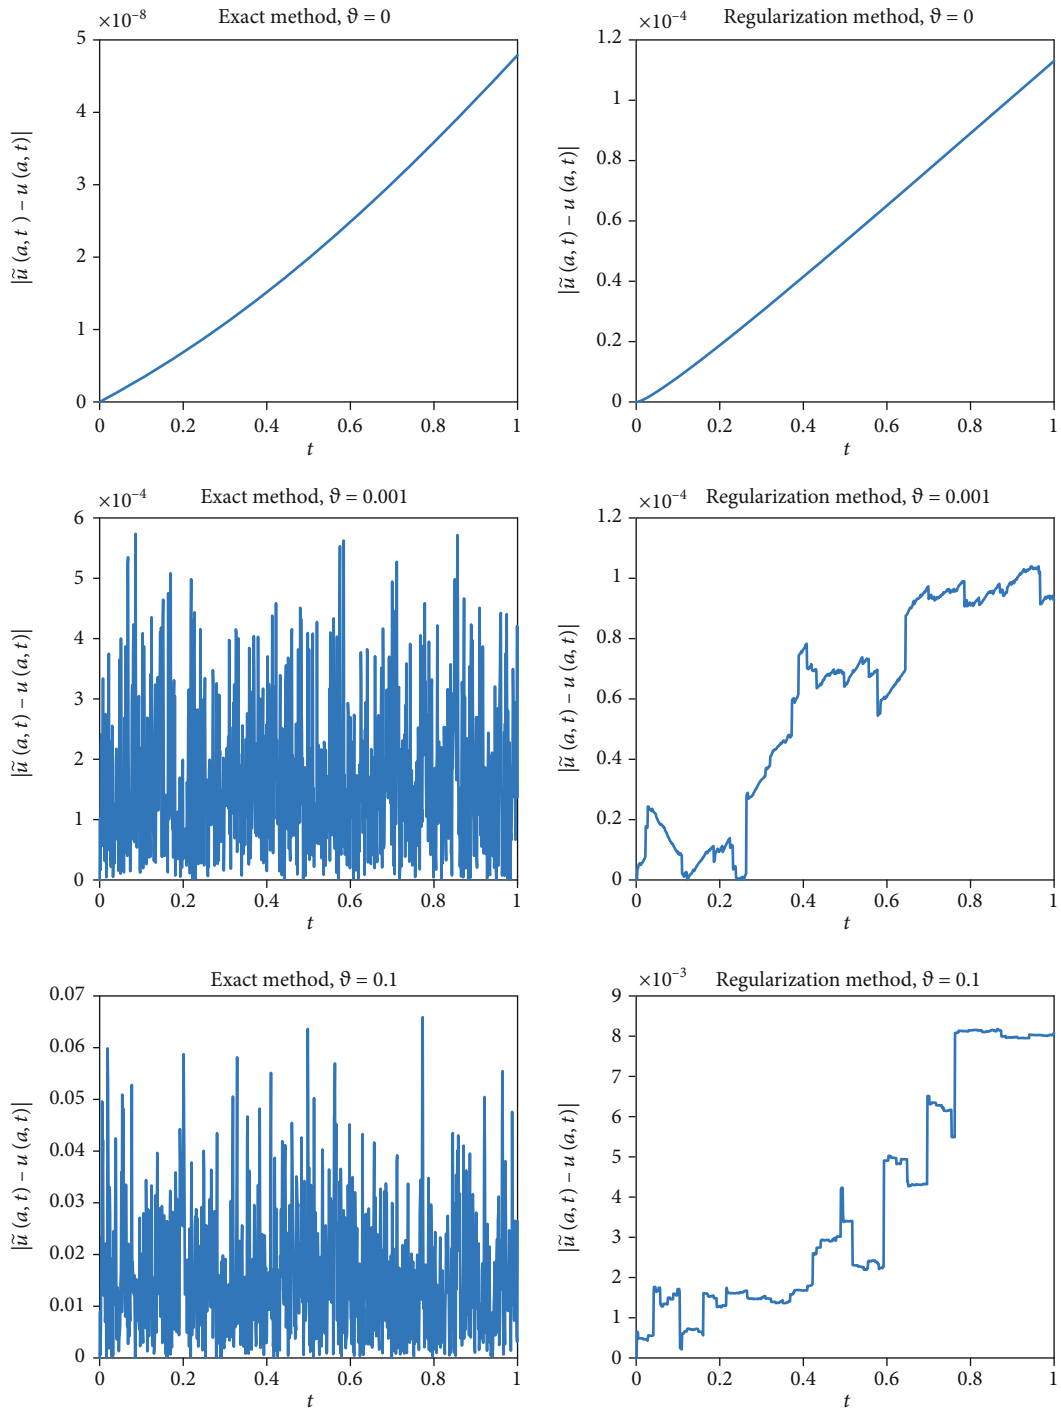 Exact method, ϑ = 0
×10⁻⁸
5
4
3
2
1
0
|ũ (a, t ) – u (a, t)|
0 0.2 0.4 0.6 0.8 1
t
Regularization method, ϑ = 0
×10⁻⁴
1.2
1
0.8
0.6
0.4
0.2
0
|ũ (a, t) – u (a, t)|
0 0.2 0.4 0.6 0.8 1
t
Exact method, ϑ = 0.001
×10⁻⁴
6
5
4
3
2
1
0
|ũ (a, t) – u (a, t)|
0 0.2 0.4 0.6 0.8 1
t
Regularization method, ϑ = 0.001
×10⁻⁴
1.2
1
0.8
0.6
0.4
0.2
0
|ũ (a, t) – u (a, t)|
0 0.2 0.4 0.6 0.8 1
t
Exact method, ϑ = 0.1
0.07
0.06
0.05
0.04
0.03
0.02
0.01
0
|ũ (a, t) – u (a, t)|
0 0.2 0.4 0.6 0.8 1
t
Regularization method, ϑ = 0.1
×10⁻³
9
8
7
6
5
4
3
2
1
0
|ũ (a, t) – u (a, t)|
0 0.2 0.4 0.6 0.8 1
t